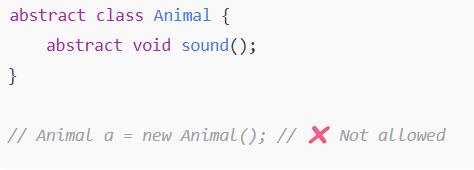 abstract class Animal {
    abstract void sound();
}
// Animal a = new Animal(); // ❌ Not allowed